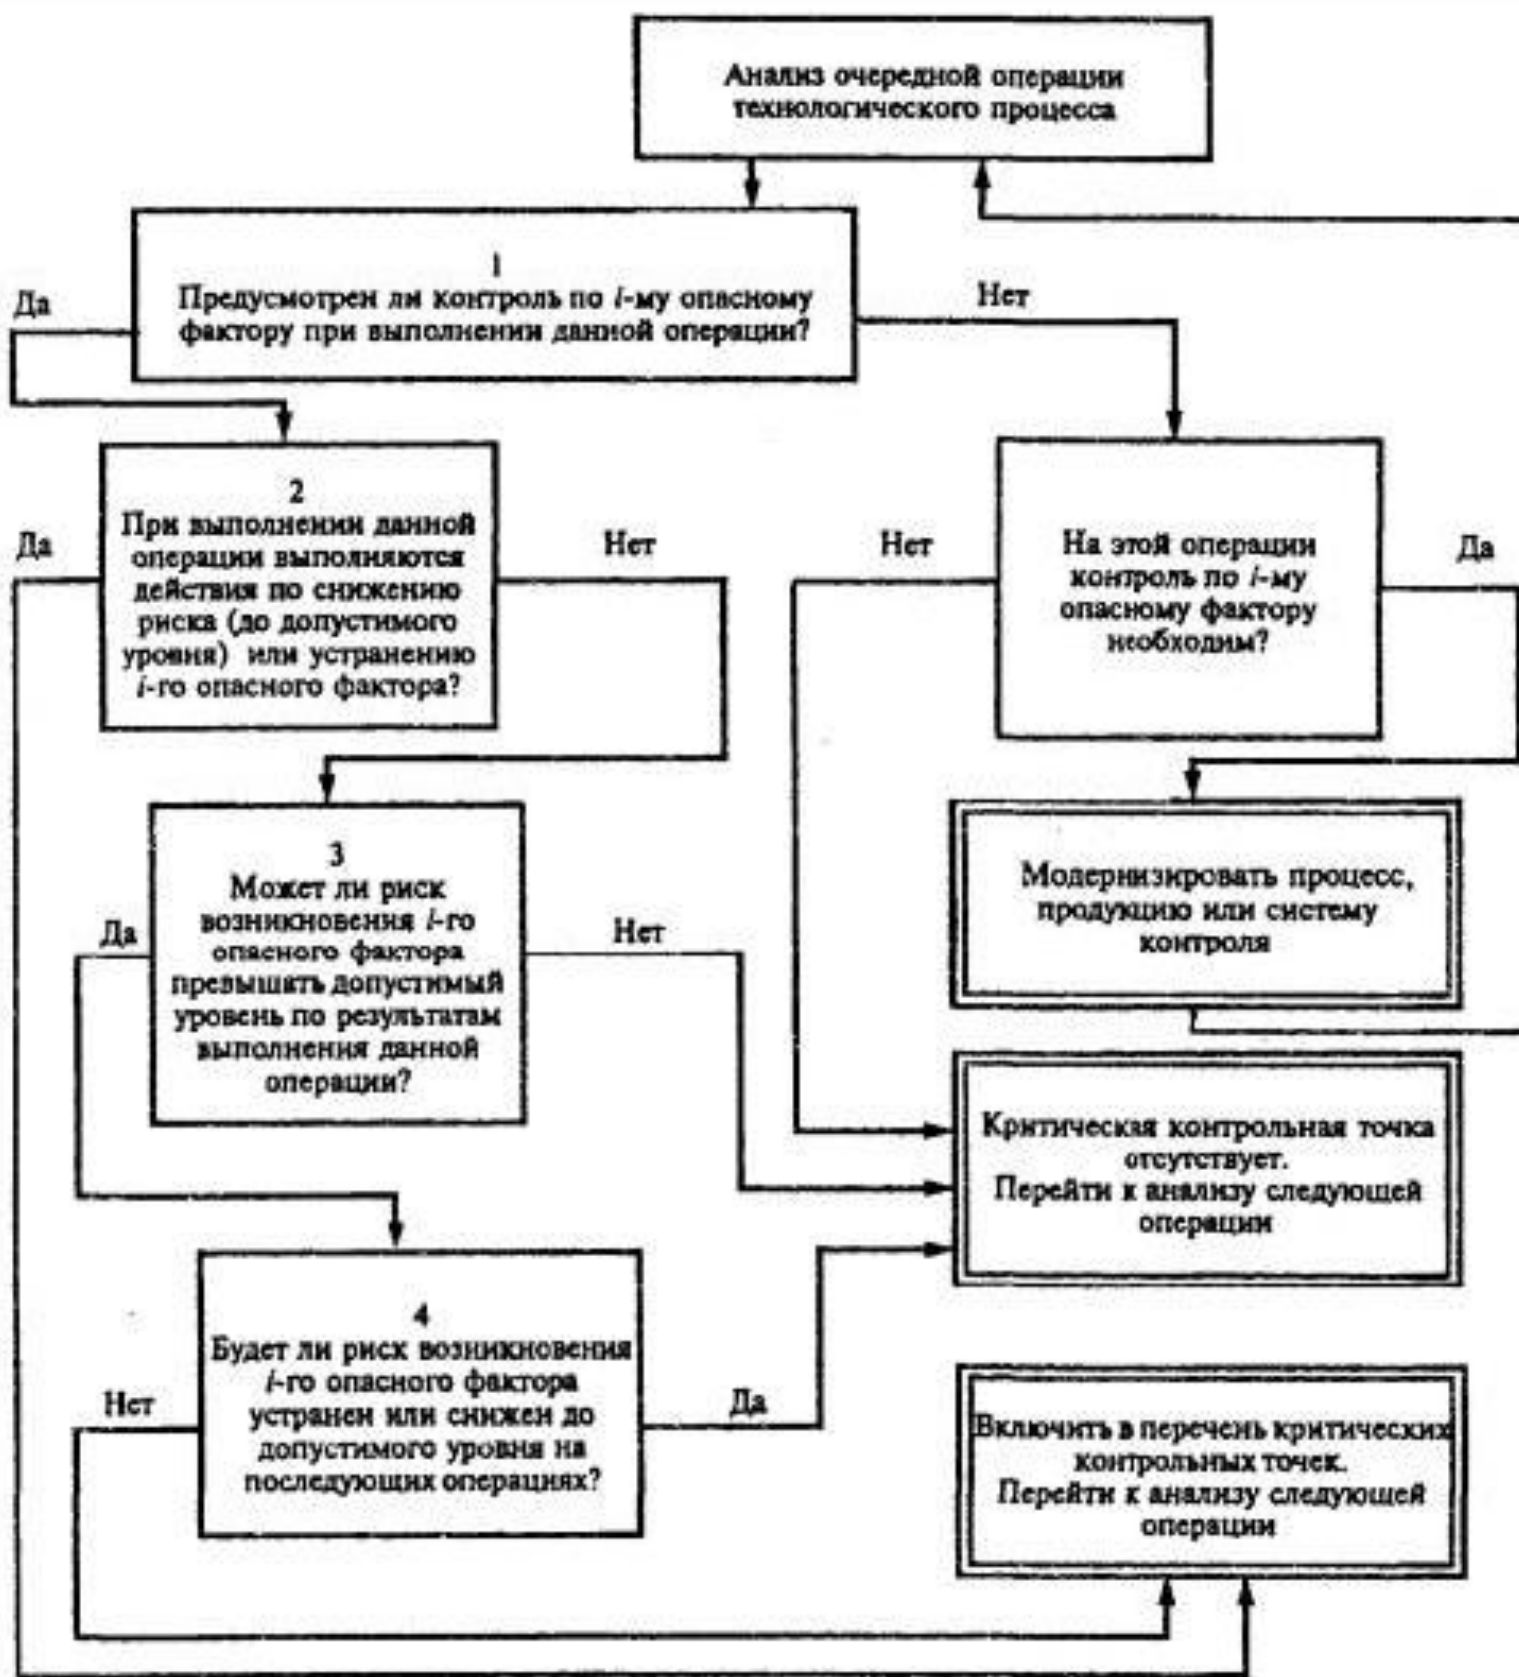 Анализ очередной операции
технологического процесса
1
Предусмотрен ли контроль по i-му опасному
фактору при выполнении данной операции?
Да
Нет
2
При выполнении данной
операции выполняются
действия по снижению
риска (до допустимого
уровня) или устранению
i-го опасного фактора?
Да
Нет
На этой операции
контроль по i-му
опасному фактору
необходим?
Нет
Да
3
Может ли риск
возникновения i-го
опасного фактора
превышать допустимый
уровень по результатам
выполнения данной
операции?
Да
Нет
Модернизировать процесс,
продукцию или систему
контроля
Критическая контрольная точка
отсутствует.
Перейти к анализу следующей
операции
4
Будет ли риск возникновения
i-го опасного фактора
устранен или снижен до
допустимого уровня на
последующих операциях?
Нет
Да
Включить в перечень критических
контрольных точек.
Перейти к анализу следующей
операции